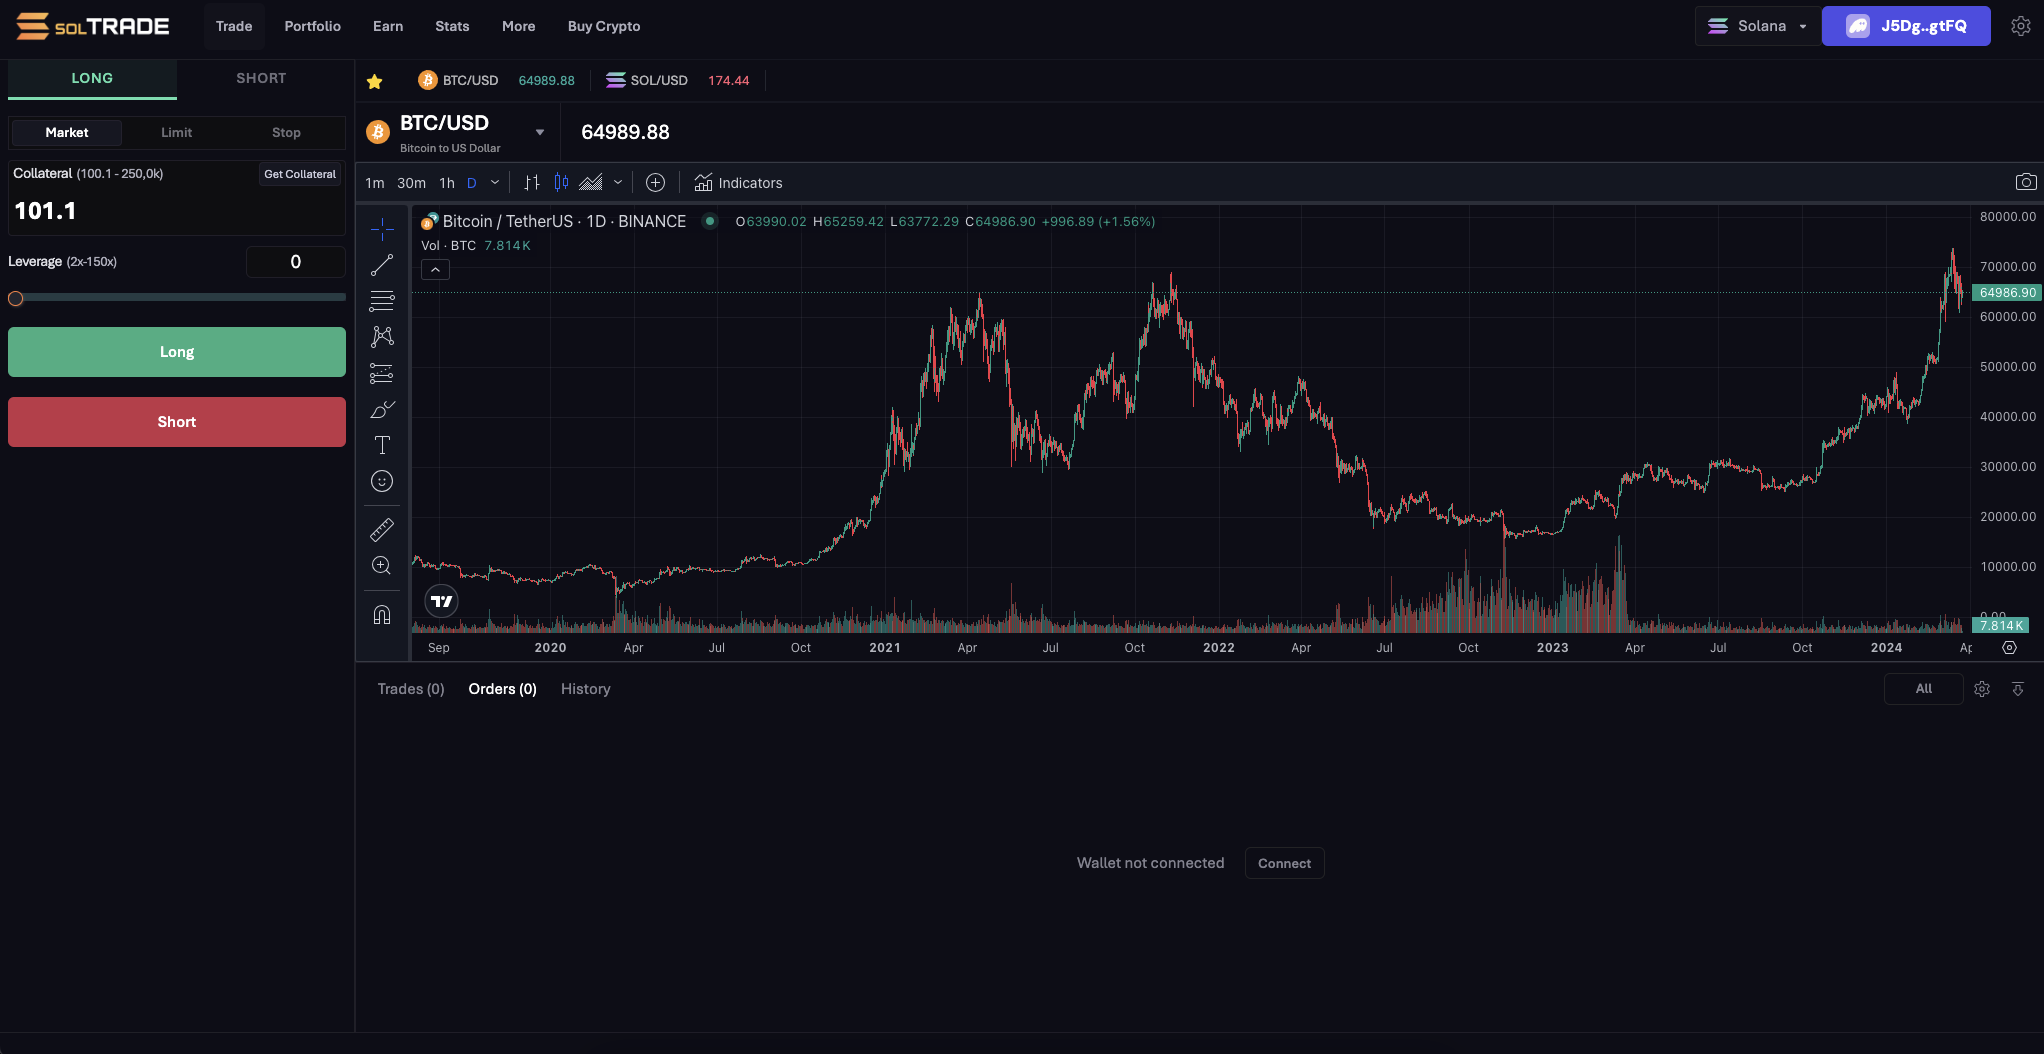 SOLTRADE
Trade Portfolio Earn Stats More Buy Crypto
Solana J5Dg..gtFQ
LONG SHORT
Market Limit Stop
Collateral (100.1 - 250,0k) Get Collateral
101.1
Leverage (2x-150x) 0
Long
Short
BTC/USD 64989.88 SOL/USD 174.44
BTC/USD
Bitcoin to US Dollar
64989.88
1m 30m 1h D Indicators
Bitcoin / TetherUS · 1D · BINANCE O63990.02 H65259.42 L63772.29 C64986.90 +996.89 (+1.56%)
Vol · BTC 7.814K
80000.00
70000.00
64986.90
60000.00
50000.00
40000.00
30000.00
20000.00
10000.00
0.00
7.814K
Sep 2020 Apr Jul Oct 2021 Apr Jul Oct 2022 Apr Jul Oct 2023 Apr Jul Oct 2024 Ap
Trades (0) Orders (0) History All
Wallet not connected Connect